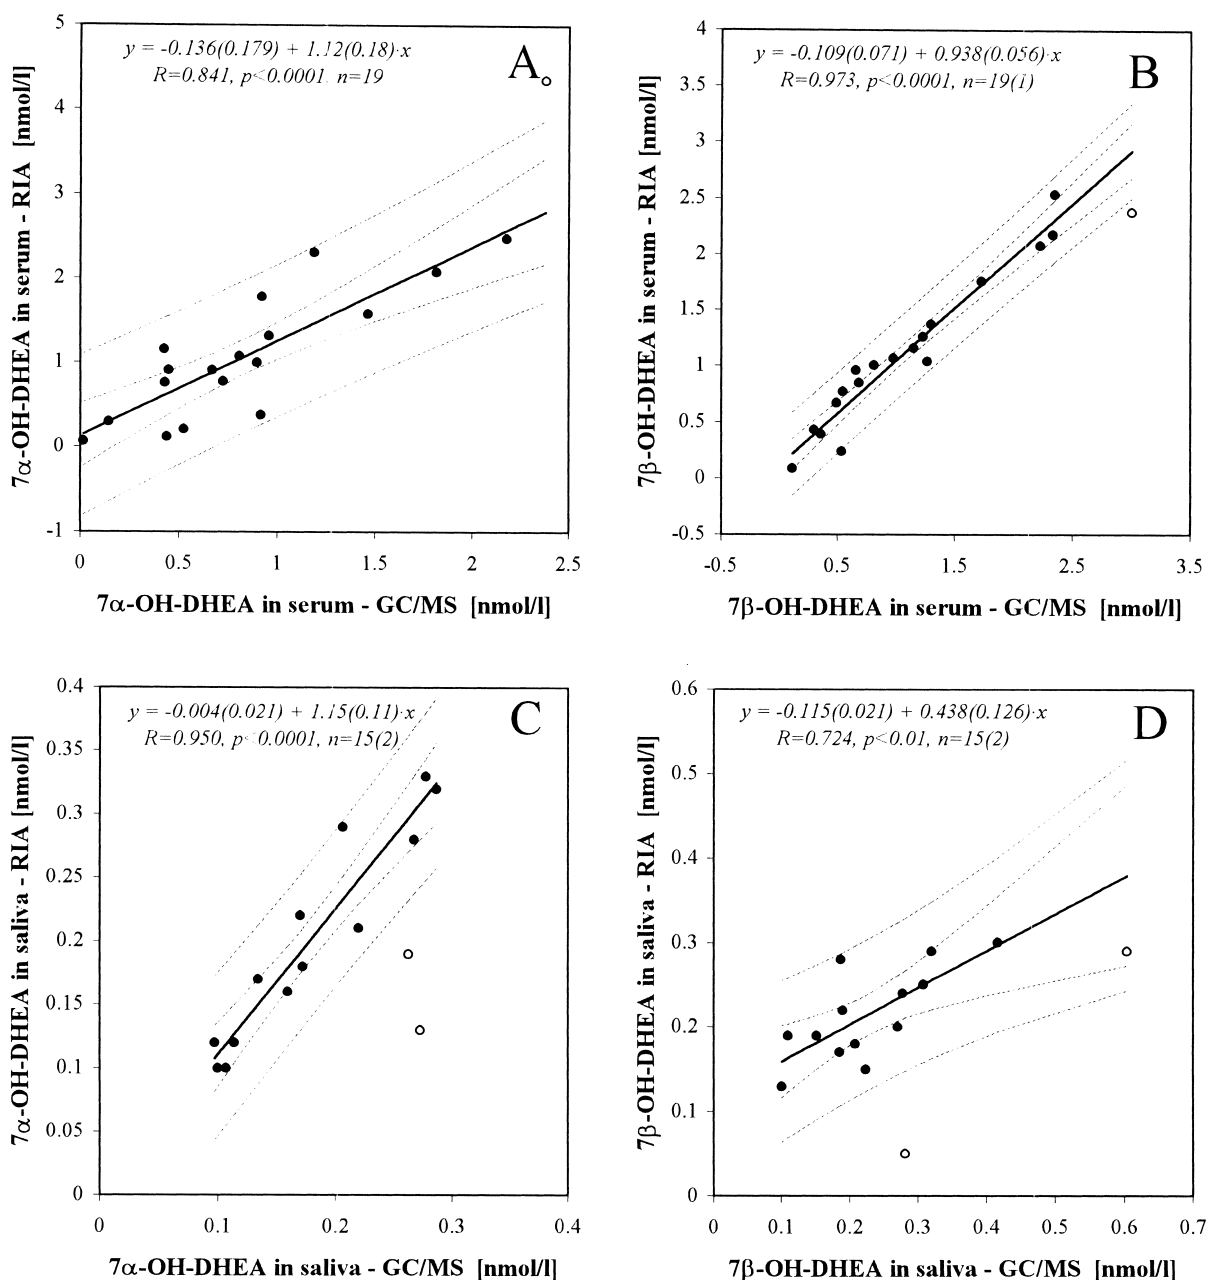 y = -0.136(0.179) + 1.12(0.18)·x
R=0.841, p<0.0001 n=19
A
5
4
3
2
1
0
-1
0 0.5 1 1.5 2 2.5
7α-OH-DHEA in serum - RIA [nmol/l]
7α-OH-DHEA in serum - GC/MS [nmol/l]
y = -0.109(0.071) + 0.938(0.056)·x
R=0.973, p<0.0001, n=19(1)
B
4
3.5
3
2.5
2
1.5
1
0.5
0
-0.5
-0.5 0.5 1.5 2.5 3.5
7β-OH-DHEA in serum - RIA [nmol/l]
7β-OH-DHEA in serum - GC/MS [nmol/l]
y = -0.004(0.021) + 1.15(0.11)·x
R=0.950, p<0.0001, n=15(2)
C
0.4
0.35
0.3
0.25
0.2
0.15
0.1
0.05
0
0 0.1 0.2 0.3 0.4
7α-OH-DHEA in saliva - RIA [nmol/l]
7α-OH-DHEA in saliva - GC/MS [nmol/l]
y = -0.115(0.021) + 0.438(0.126)·x
R=0.724, p<0.01, n=15(2)
D
0.6
0.5
0.4
0.3
0.2
0.1
0
0 0.1 0.2 0.3 0.4 0.5 0.6 0.7
7β-OH-DHEA in saliva - RIA [nmol/l]
7β-OH-DHEA in saliva - GC/MS [nmol/l]